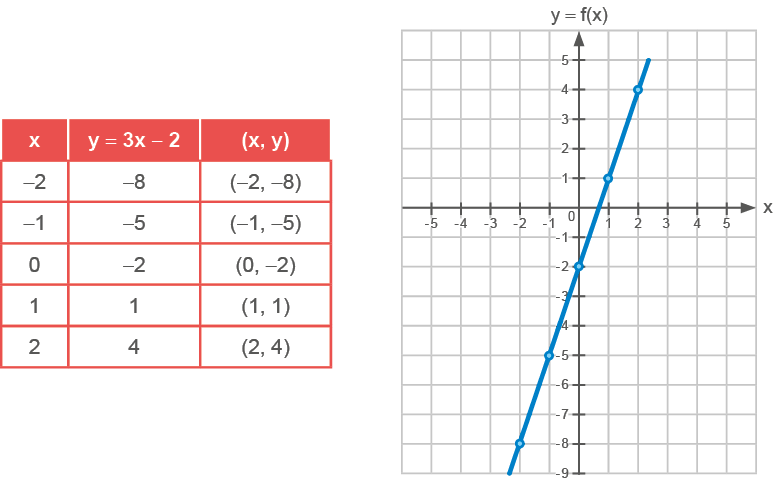 x y = 3x – 2 (x, y)
–2 –8 (–2, –8)
–1 –5 (–1, –5)
0 –2 (0, –2)
1 1 (1, 1)
2 4 (2, 4)
y = f(x)
5
4
3
2
1
x
0
-5 -4 -3 -2 -1 1 2 3 4 5
-1
-2
-3
-4
-5
-6
-7
-8
-9